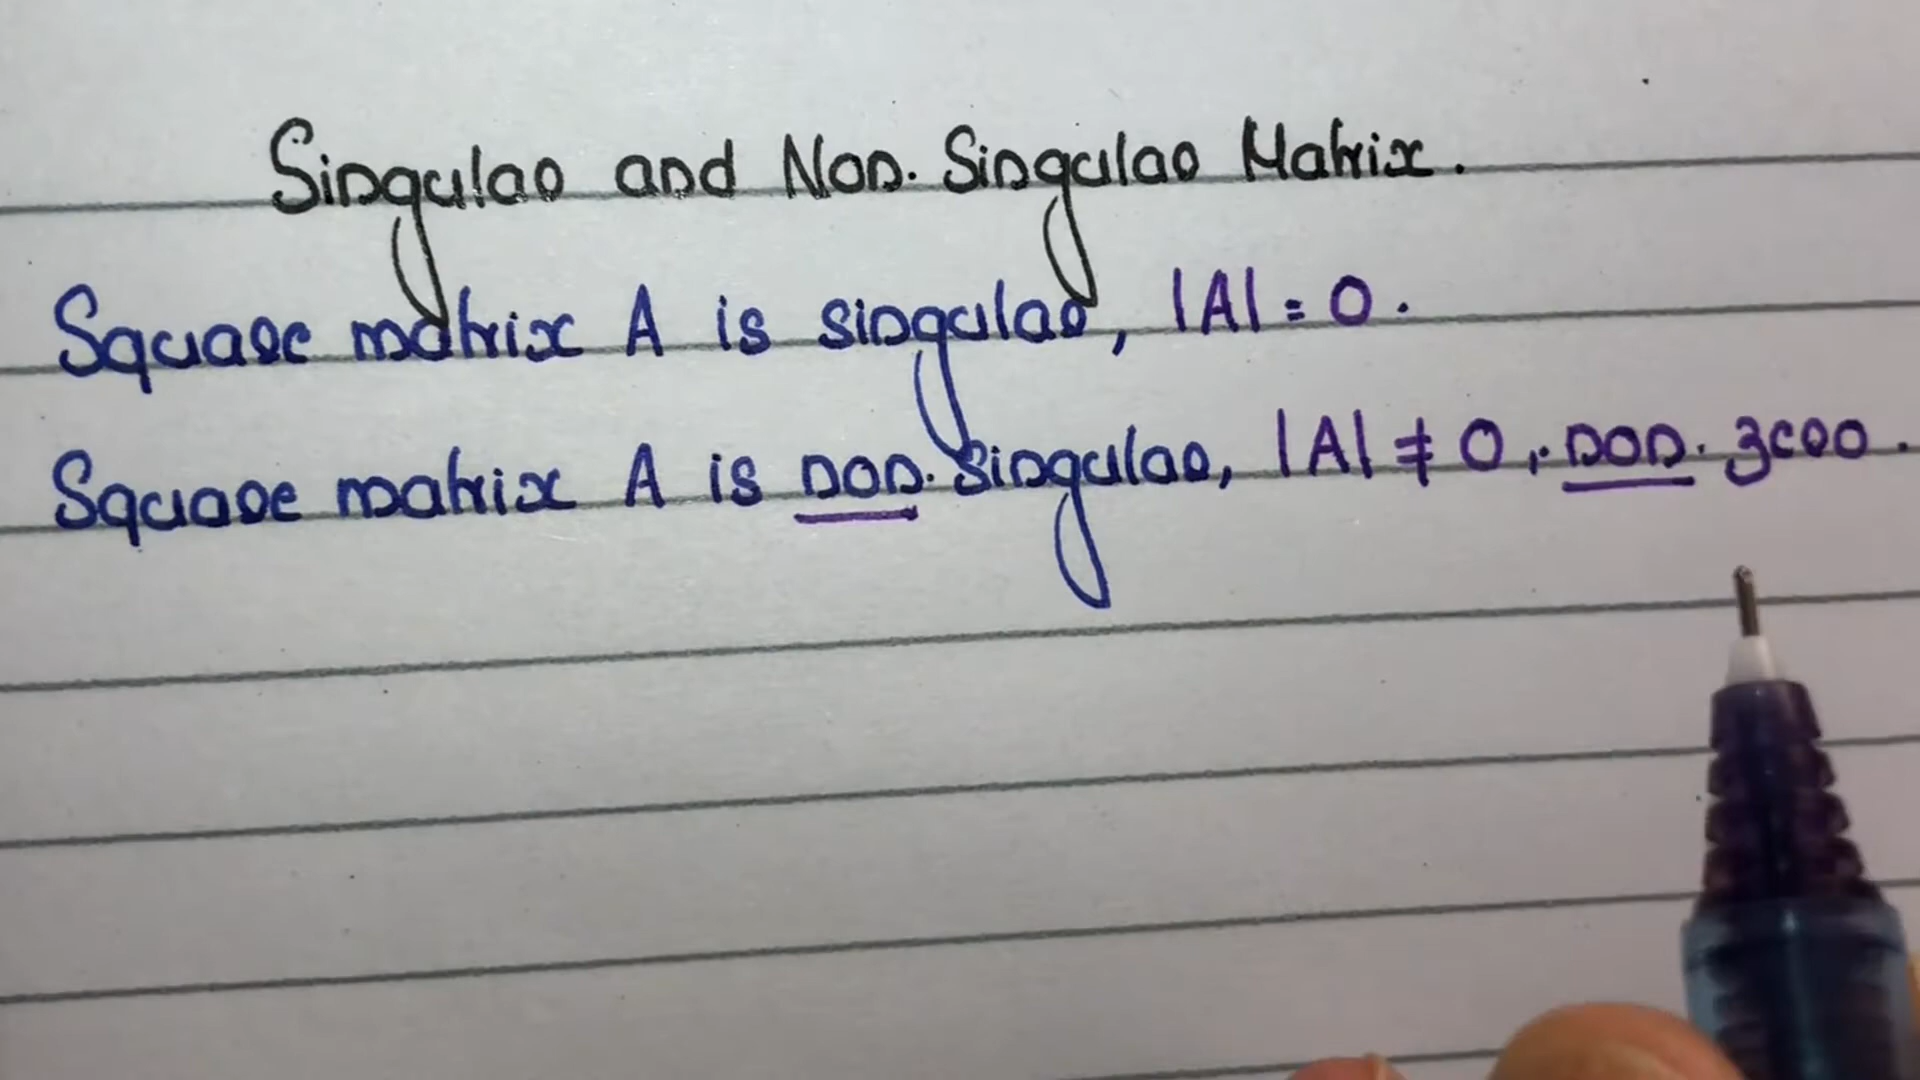 Singular and Non-Singular Matrix.
Square matrix A is singular, |A| = 0.
Square matrix A is non-singular, |A| ≠ 0, non-zero.